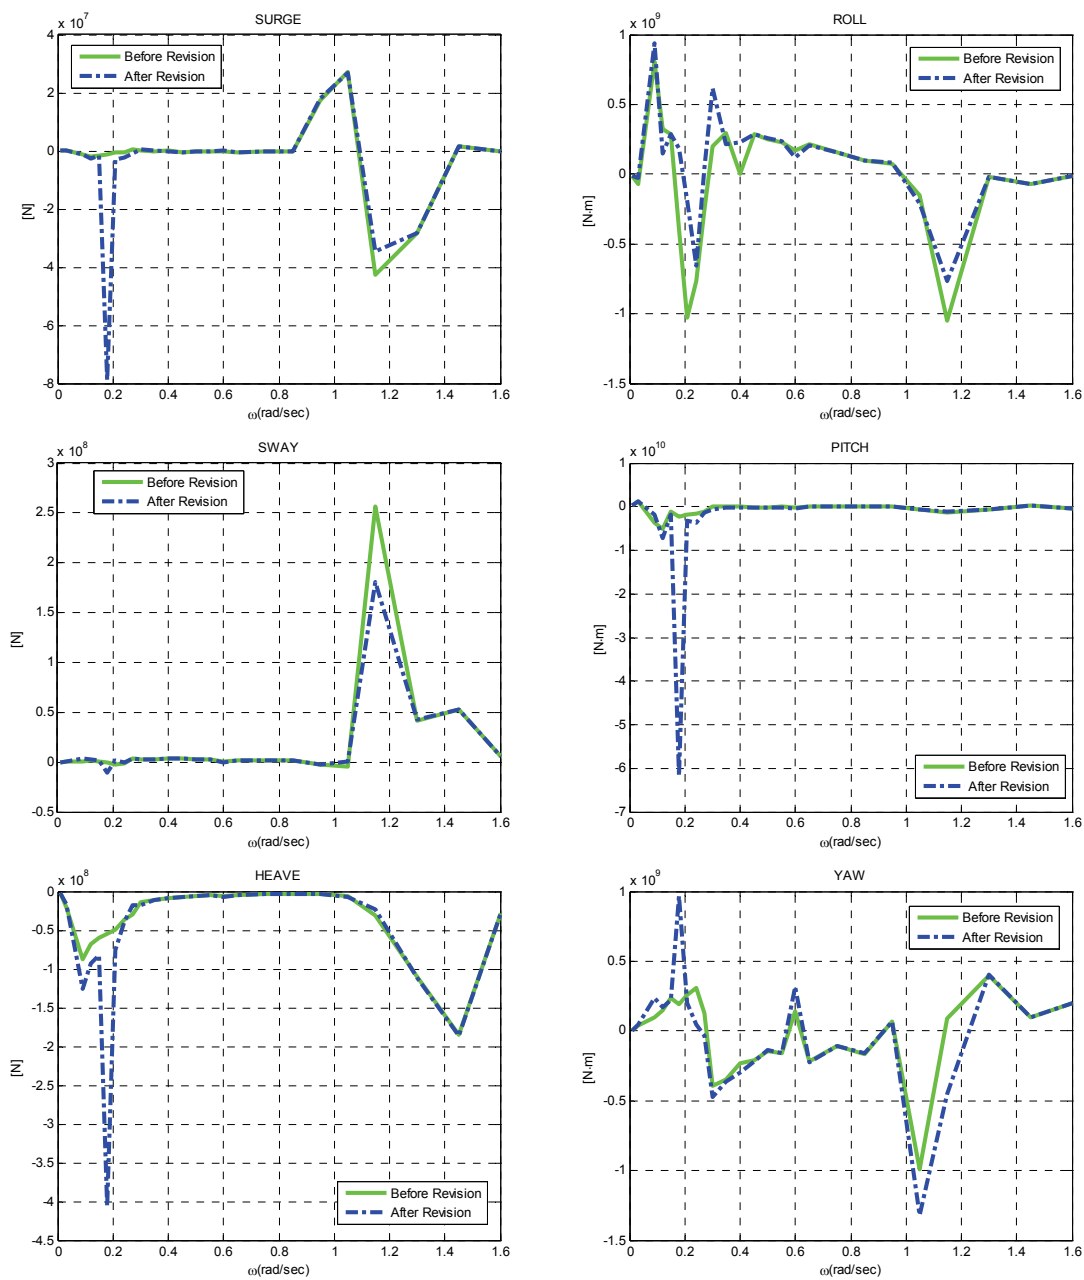 x 10^7
SURGE
4
2
0
-2
-4
-6
-8
[N]
Before Revision
After Revision
0 0.2 0.4 0.6 0.8 1 1.2 1.4 1.6
ω(rad/sec)
x 10^9
ROLL
1
0.5
0
-0.5
-1
-1.5
[N·m]
Before Revision
After Revision
0 0.2 0.4 0.6 0.8 1 1.2 1.4 1.6
ω(rad/sec)
x 10^8
SWAY
3
2.5
2
1.5
1
0.5
0
-0.5
[N]
Before Revision
After Revision
0 0.2 0.4 0.6 0.8 1 1.2 1.4 1.6
ω(rad/sec)
x 10^10
PITCH
1
0
-1
-2
-3
-4
-5
-6
-7
[N·m]
Before Revision
After Revision
0 0.2 0.4 0.6 0.8 1 1.2 1.4 1.6
ω(rad/sec)
x 10^8
HEAVE
0
-0.5
-1
-1.5
-2
-2.5
-3
-3.5
-4
-4.5
[N]
Before Revision
After Revision
0 0.2 0.4 0.6 0.8 1 1.2 1.4 1.6
ω(rad/sec)
x 10^9
YAW
1
0.5
0
-0.5
-1
-1.5
[N·m]
Before Revision
After Revision
0 0.2 0.4 0.6 0.8 1 1.2 1.4 1.6
ω(rad/sec)